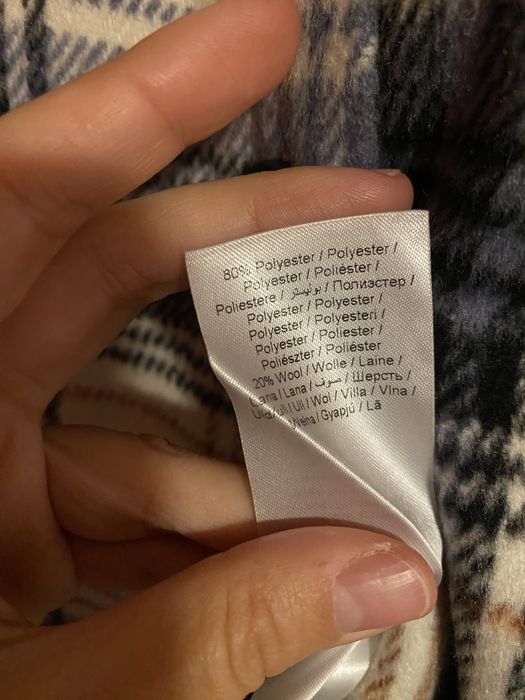 80% Polyester / Polyester /
Polyester / Poliéster /
Poliestere / بوليستر / Полиэстер /
Polyester / Polyester /
Polyester / Polyesteri /
Polyester / Poliester /
Poliészter / Poliéster
20% Wool / Wolle / Laine /
Lana / Lana / صوف / Шерсть /
Uld / Ull / Ull / Wol / Villa / Vlna /
Wełna / Gyapjú / Lã